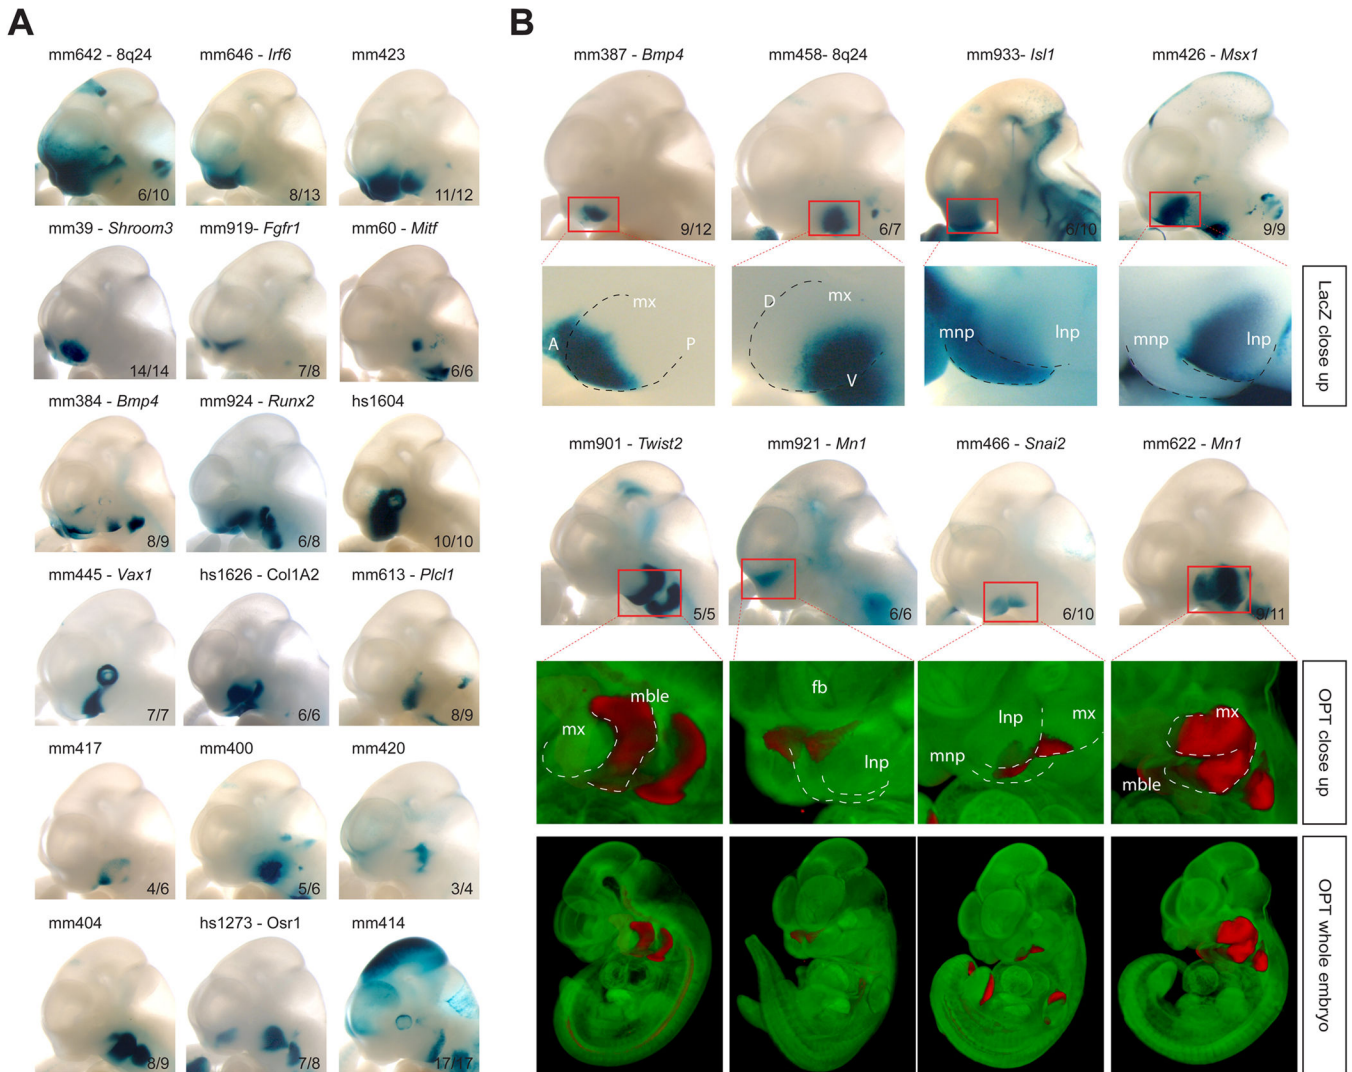 A
mm642 - 8q24
mm646 - Irf6
mm423
6/10
8/13
11/12
mm39 - Shroom3
mm919- Fgfr1
mm60 - Mitf
14/14
7/8
6/6
mm384 - Bmp4
mm924 - Runx2
hs1604
8/9
6/8
10/10
mm445 - Vax1
hs1626 - Col1A2
mm613 - Plcl1
7/7
6/6
8/9
mm417
mm400
mm420
4/6
5/6
3/4
mm404
hs1273 - Osr1
mm414
8/9
7/8
17/17
B
mm387 - Bmp4
mm458- 8q24
mm933- Isl1
mm426 - Msx1
9/12
6/7
6/10
9/9
mx
A
P
D
mx
V
mnp
lnp
mnp
lnp
LacZ close up
mm901 - Twist2
mm921 - Mn1
mm466 - Snai2
mm622 - Mn1
5/5
6/6
6/10
9/11
mx
mble
fb
lnp
lnp
mx
mnp
mx
mble
OPT close up
OPT whole embryo